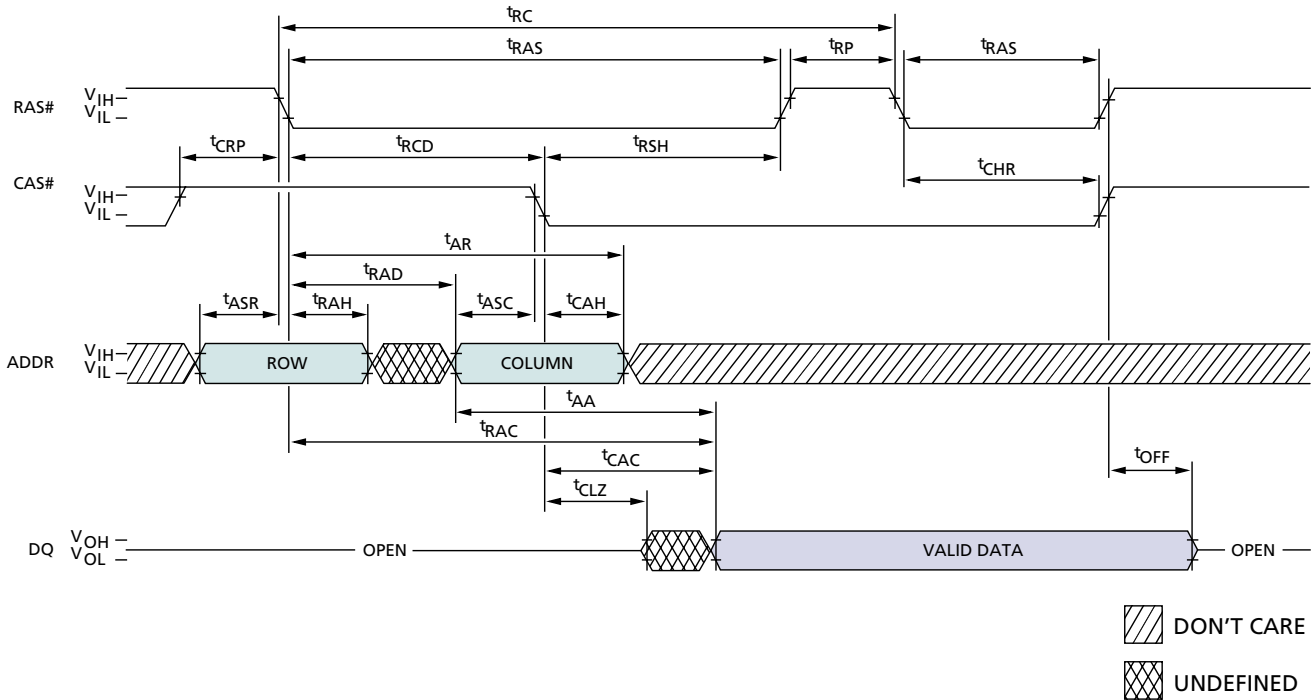 tRC
tRAS tRP tRAS
RAS# VIH
VIL
tCRP tRCD tRSH
tCHR
CAS# VIH
VIL
tAR
tRAD
tASR tRAH tASC tCAH
ADDR VIH
VIL
ROW COLUMN
tAA
tRAC
tCAC tOFF
tCLZ
DQ VOH
VOL
OPEN VALID DATA OPEN
DON'T CARE
UNDEFINED